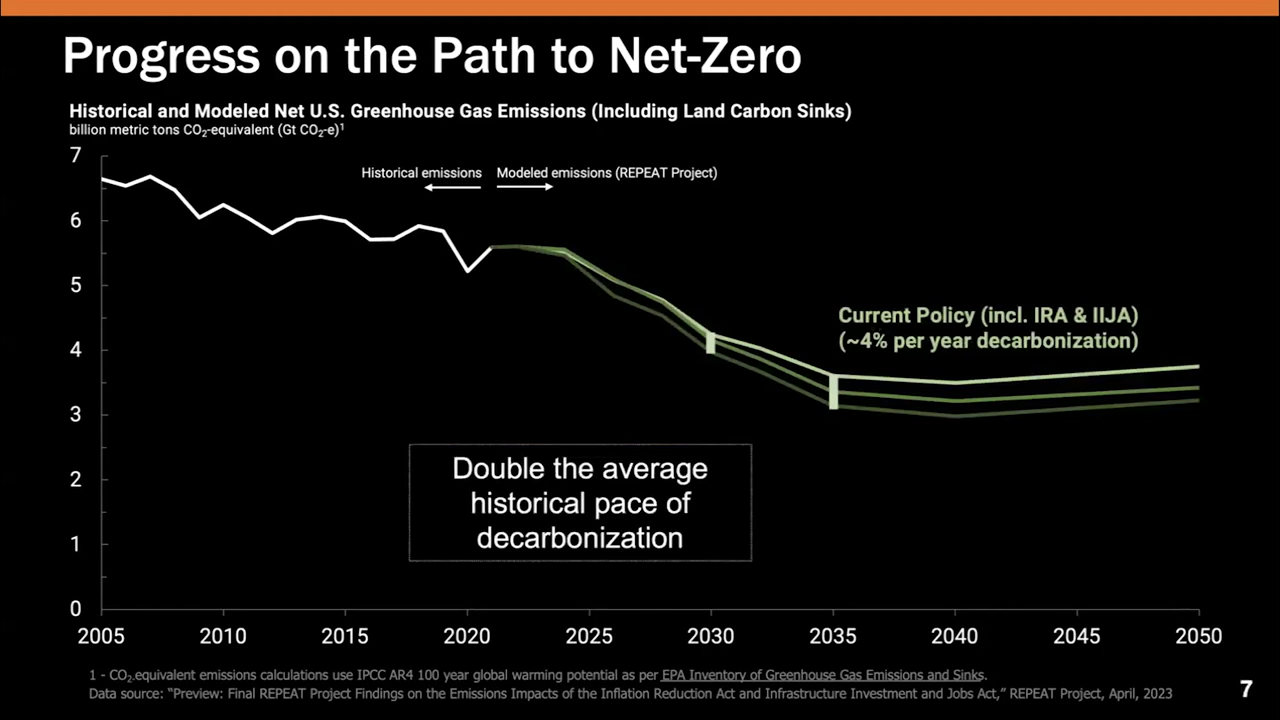 Progress on the Path to Net-Zero
Historical and Modeled Net U.S. Greenhouse Gas Emissions (Including Land Carbon Sinks)
billion metric tons CO₂-equivalent (Gt CO₂-e)¹
7
6
5
4
3
2
1
0
Historical emissions
Modeled emissions (REPEAT Project)
Current Policy (incl. IRA & IIJA)
(~4% per year decarbonization)
Double the average
historical pace of
decarbonization
2005 2010 2015 2020 2025 2030 2035 2040 2045 2050
1 - CO₂-equivalent emissions calculations use IPCC AR4 100 year global warming potential as per EPA Inventory of Greenhouse Gas Emissions and Sinks.
Data source: “Preview: Final REPEAT Project Findings on the Emissions Impacts of the Inflation Reduction Act and Infrastructure Investment and Jobs Act,” REPEAT Project, April, 2023
7